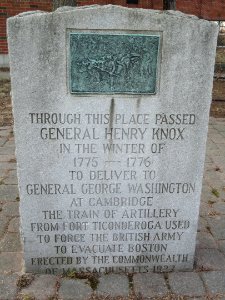 THROUGH THIS PLACE PASSED
GENERAL HENRY KNOX
IN THE WINTER OF
1775 — 1776
TO DELIVER TO
GENERAL GEORGE WASHINGTON
AT CAMBRIDGE
THE TRAIN OF ARTILLERY
FROM FORT TICONDEROGA USED
TO FORCE THE BRITISH ARMY
TO EVACUATE BOSTON
ERECTED BY THE COMMONWEALTH
OF MASSACHUSETTS 1927